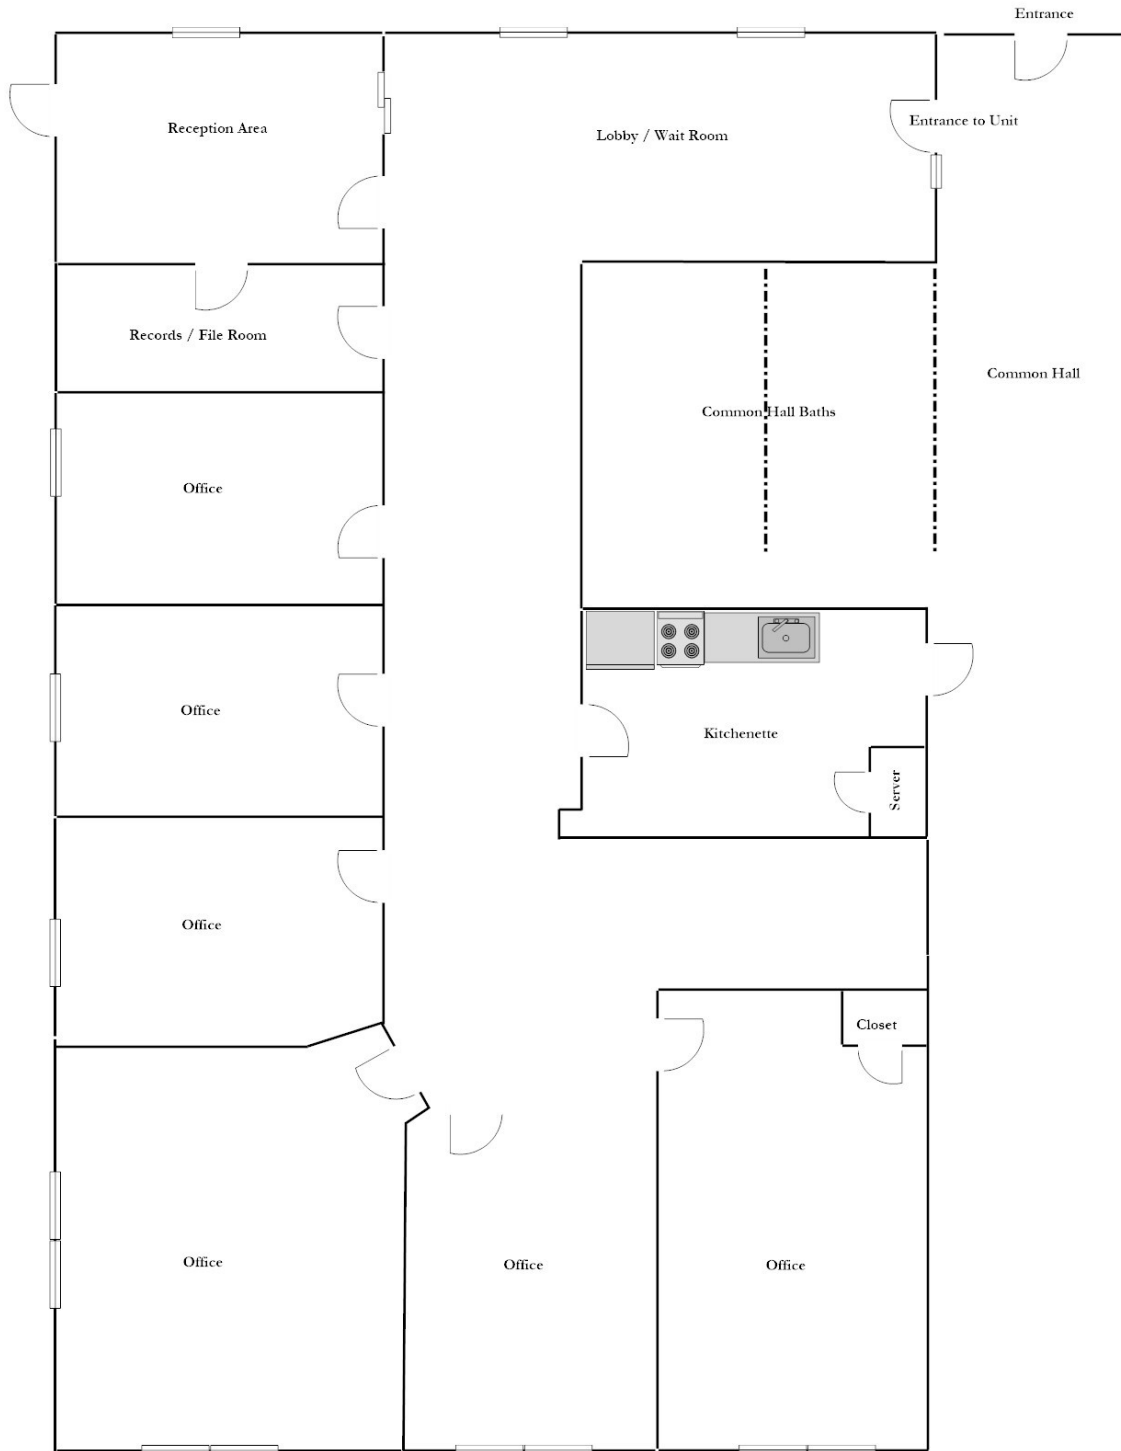 Entrance
Entrance to Unit
Reception Area
Lobby / Wait Room
Records / File Room
Common Hall
Common Hall Baths
Office
Office
Kitchenette
Server
Office
Closet
Office
Office
Office